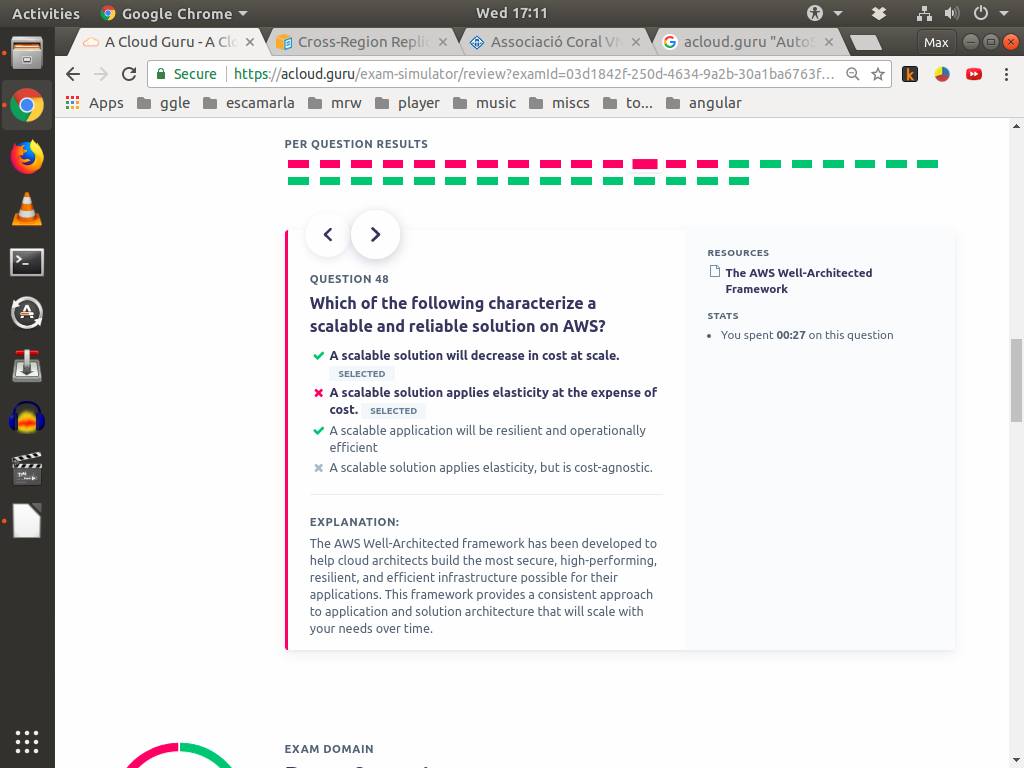 Activities
Google Chrome
Wed 17:11
A Cloud Guru - A Cl
Cross-Region Replic
Associació Coral VN
acloud.guru "AutoS
Max
Secure
https://acloud.guru/exam-simulator/review?examId=03d1842f-250d-4634-9a2b-30a1ba6763f...
Apps
ggle
escamarla
mrw
player
music
miscs
to...
angular
PER QUESTION RESULTS
QUESTION 48
Which of the following characterize a
scalable and reliable solution on AWS?
A scalable solution will decrease in cost at scale.
SELECTED
A scalable solution applies elasticity at the expense of
cost. SELECTED
A scalable application will be resilient and operationally
efficient
A scalable solution applies elasticity, but is cost-agnostic.
EXPLANATION:
The AWS Well-Architected framework has been developed to
help cloud architects build the most secure, high-performing,
resilient, and efficient infrastructure possible for their
applications. This framework provides a consistent approach
to application and solution architecture that will scale with
your needs over time.
RESOURCES
The AWS Well-Architected
Framework
STATS
• You spent 00:27 on this question
EXAM DOMAIN